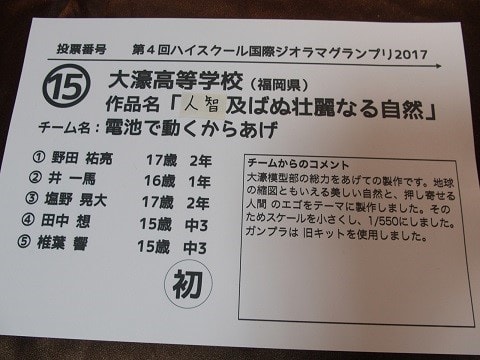 投票番号 第4回ハイスクール国際ジオラマグランプリ2017
⑮ 大濠高等学校(福岡県)
作品名「人智及ばぬ壮麗なる自然」
チーム名:電池で動くからあげ
① 野田 祐亮 17歳 2年
② 井 一馬 16歳 1年
③ 塩野 晃大 17歳 2年
④ 田中 想 15歳 中3
⑤ 椎葉 響 15歳 中3
初
チームからのコメント
大濠模型部の総力をあげての製作です。地球
の縮図ともいえる美しい自然と、押し寄せる
人間 のエゴをテーマに製作しました。その
ためスケールを小さくし、1/550にしました。
ガンプラは 旧キットを使用しました。